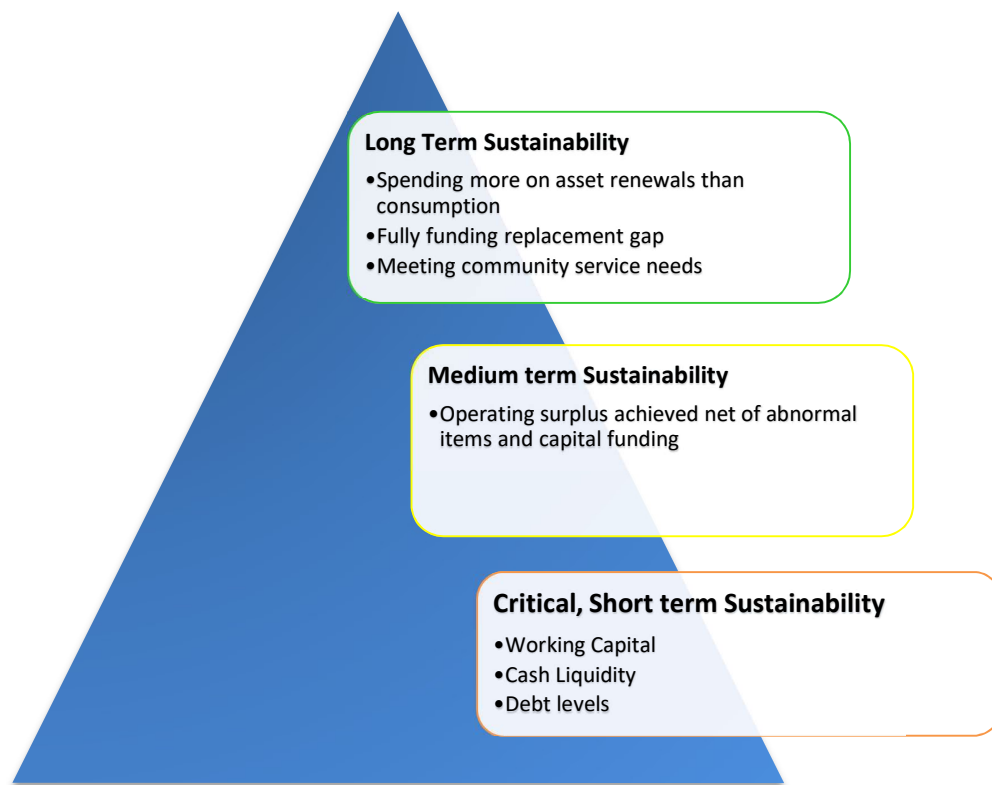 Long Term Sustainability
•Spending more on asset renewals than
consumption
•Fully funding replacement gap
•Meeting community service needs
Medium term Sustainability
•Operating surplus achieved net of abnormal
items and capital funding
Critical, Short term Sustainability
•Working Capital
•Cash Liquidity
•Debt levels